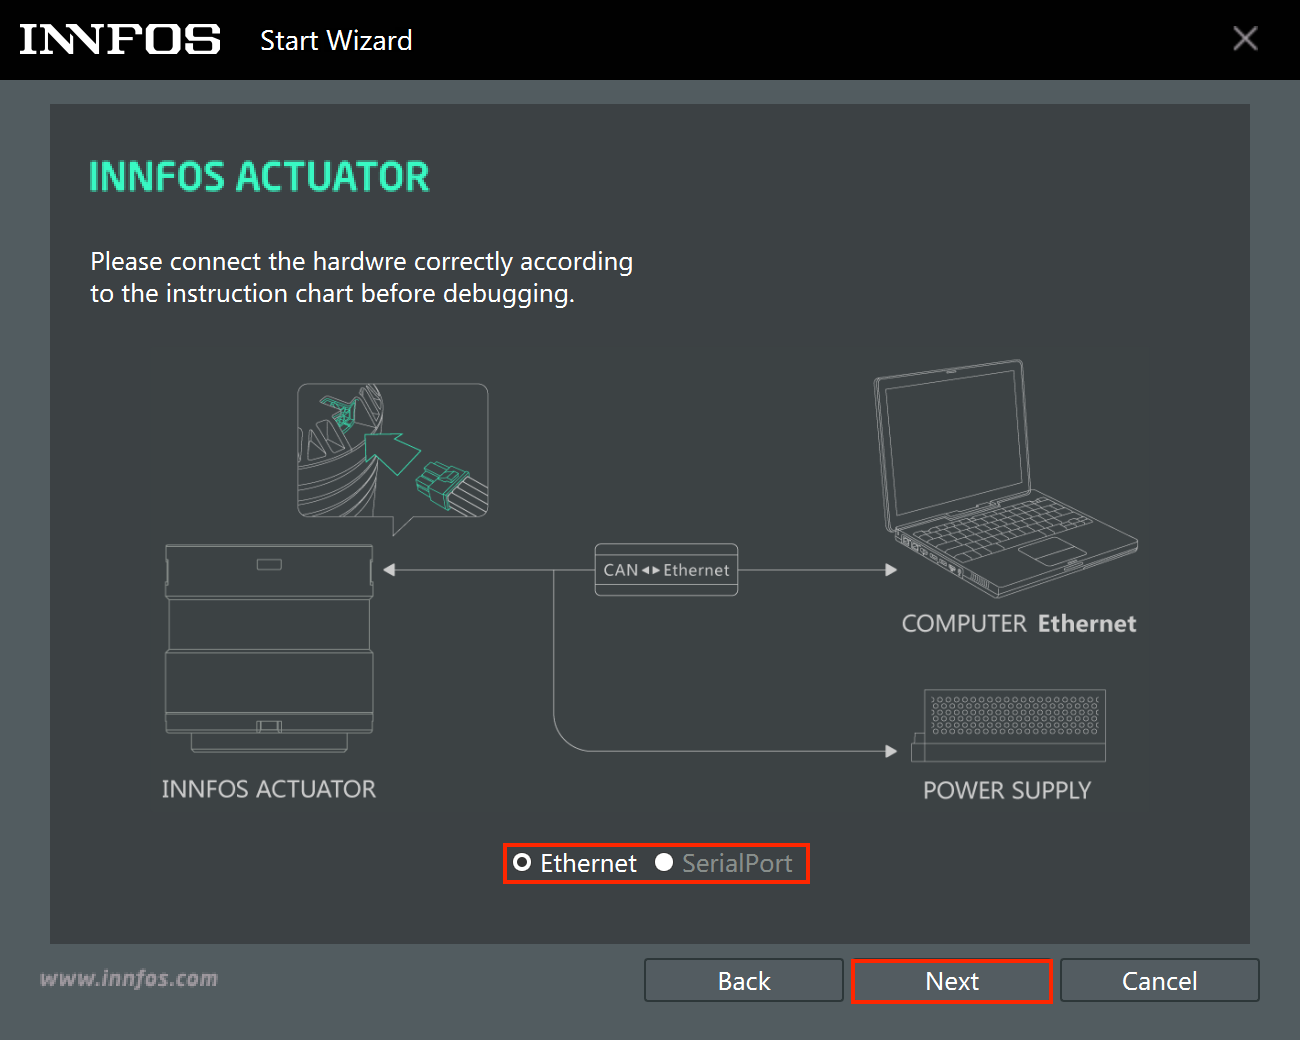 INNFOS Start Wizard
INNFOS ACTUATOR
Please connect the hardwre correctly according
to the instruction chart before debugging.
CAN◄►Ethernet
COMPUTER Ethernet
INNFOS ACTUATOR
POWER SUPPLY
Ethernet SerialPort
www.innfos.com
Back Next Cancel